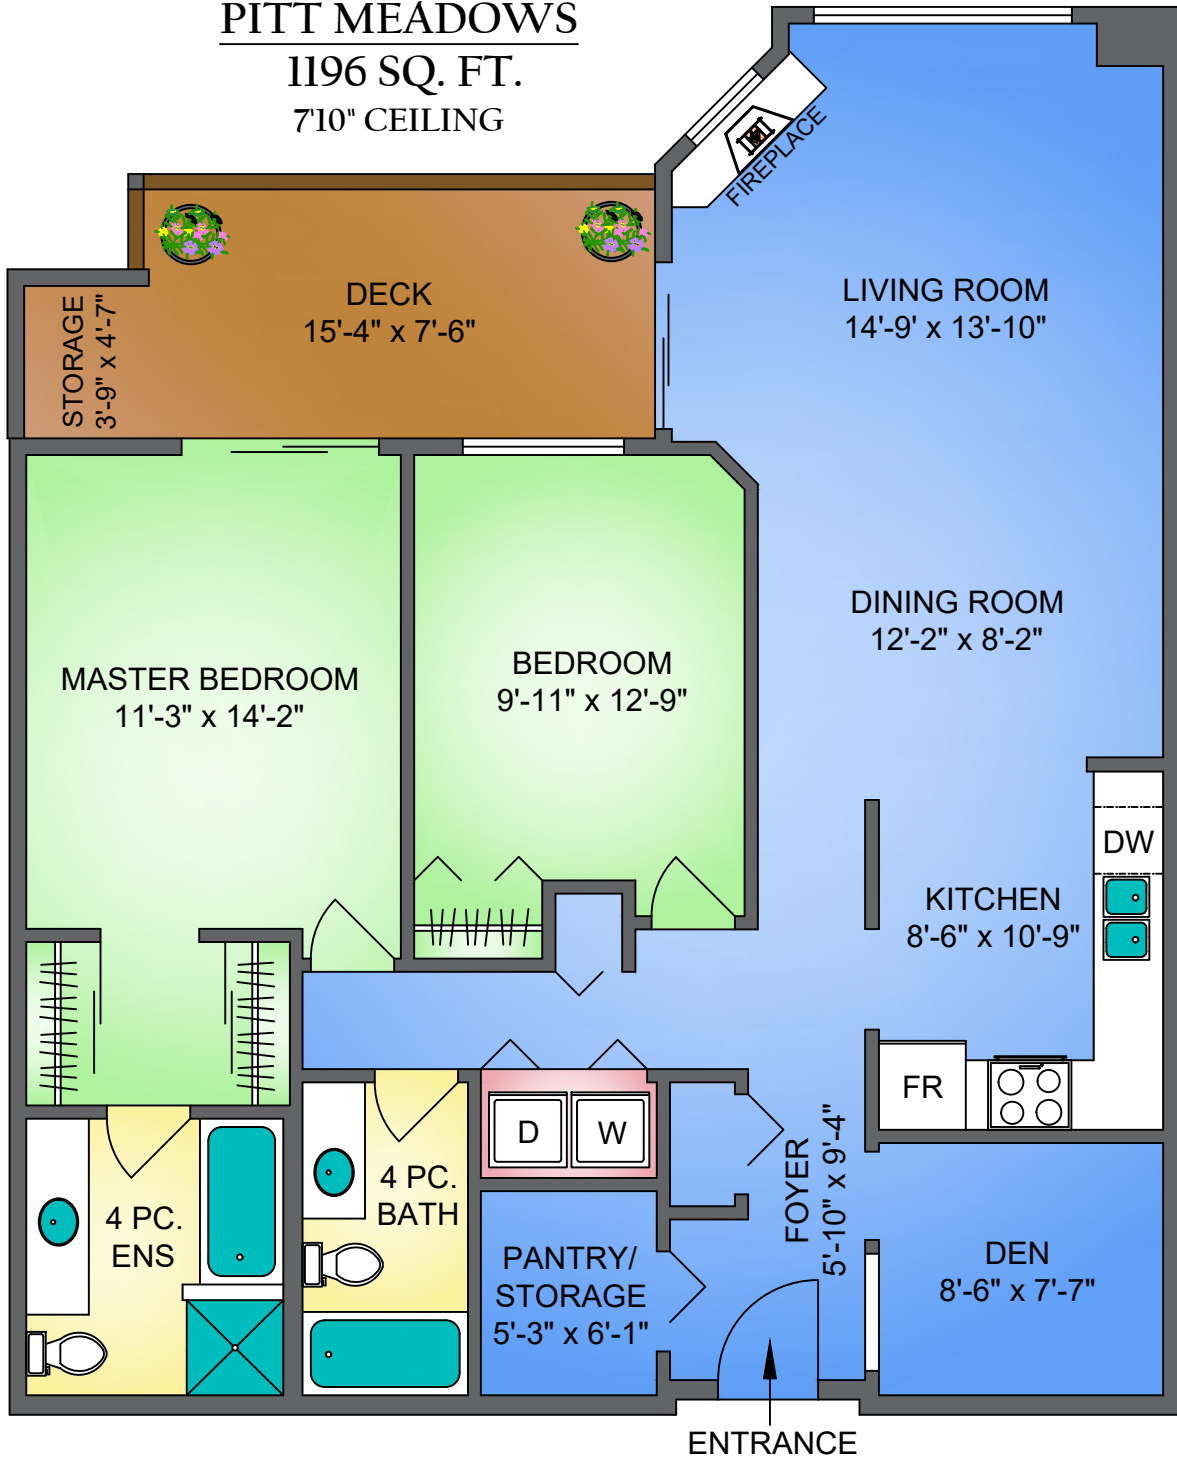 PITT MEADOWS
1196 SQ. FT.
7'10" CEILING
FIREPLACE
DECK
15'-4" x 7'-6"
STORAGE
3'-9" x 4'-7"
LIVING ROOM
14'-9' x 13'-10"
DINING ROOM
12'-2" x 8'-2"
MASTER BEDROOM
11'-3" x 14'-2"
BEDROOM
9'-11" x 12'-9"
DW
KITCHEN
8'-6" x 10'-9"
FR
D
W
4 PC.
BATH
4 PC.
ENS
FOYER
5'-10" x 9'-4"
PANTRY/
STORAGE
5'-3" x 6'-1"
DEN
8'-6" x 7'-7"
ENTRANCE